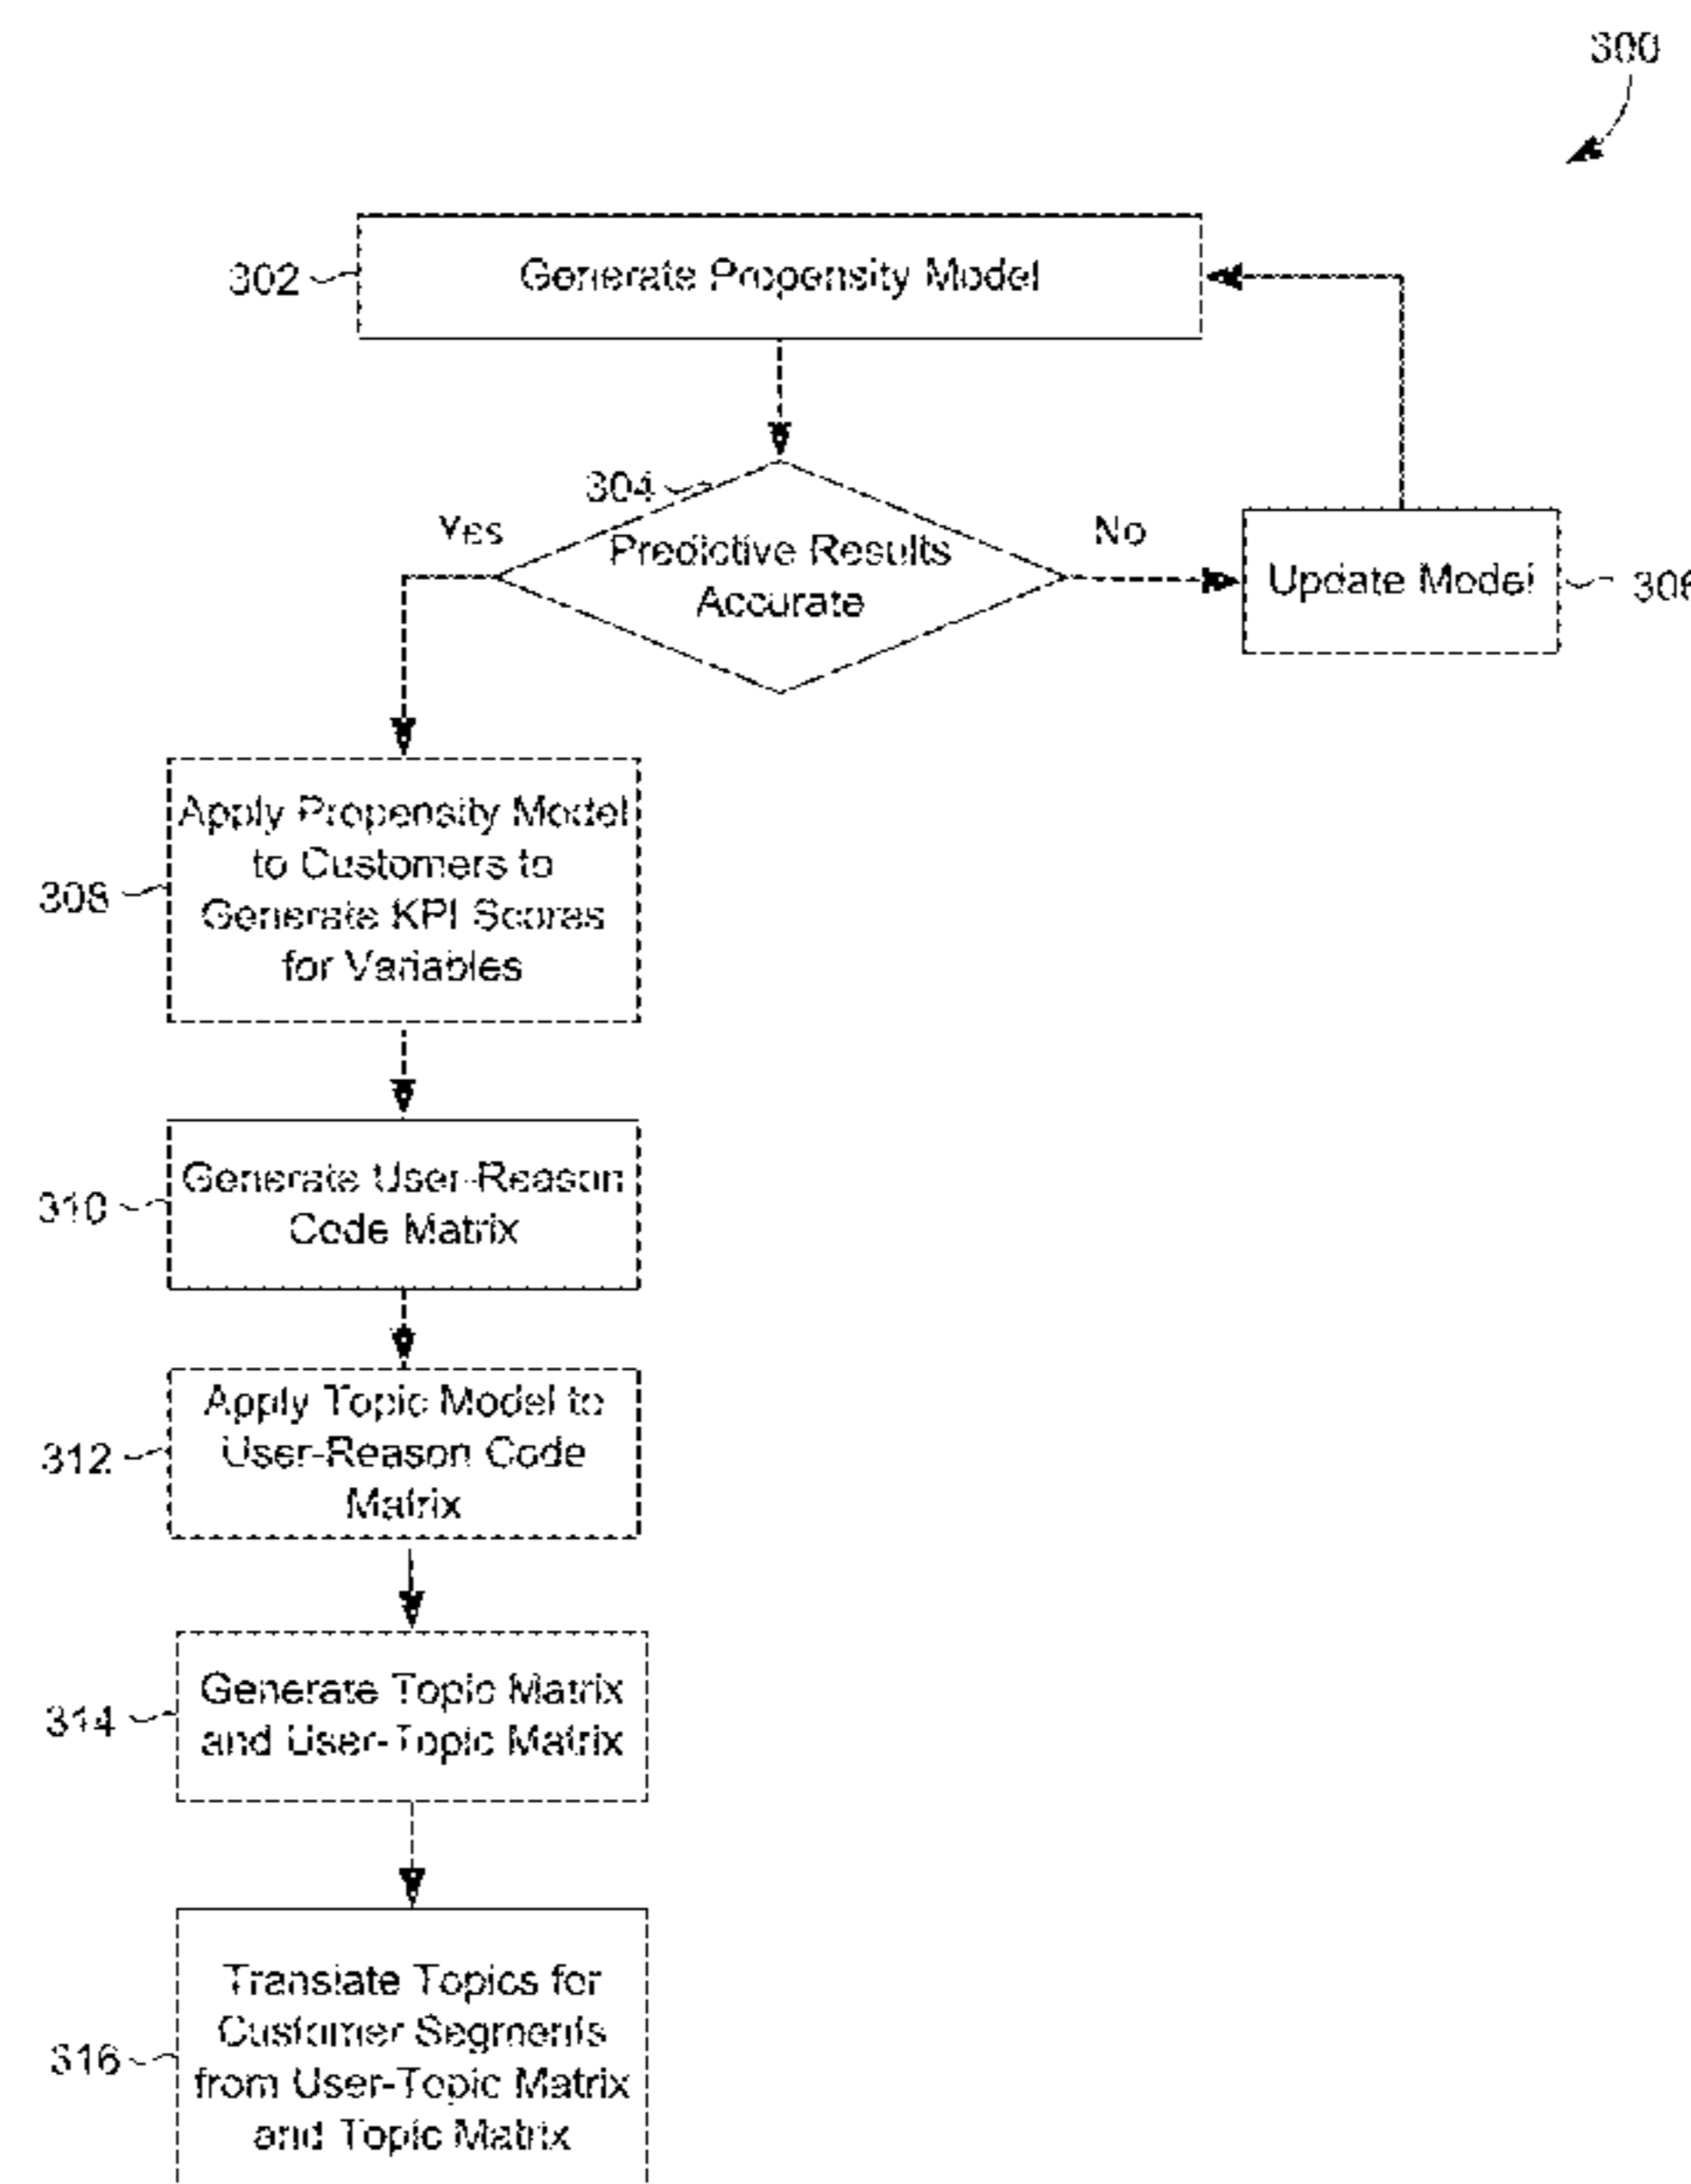 300
302
Generate Propensity Model
304
Yes
No
Predictive Results
Accurate
Update Model
306
Apply Propensity Model
to Customers to
Generate KPI Scores
for Variables
308
Generate User-Reason
Code Matrix
310
Apply Topic Model to
User-Reason Code
Matrix
312
Generate Topic Matrix
and User-Topic Matrix
314
Translate Topics for
Customer Segments
from User-Topic Matrix
and Topic Matrix
316